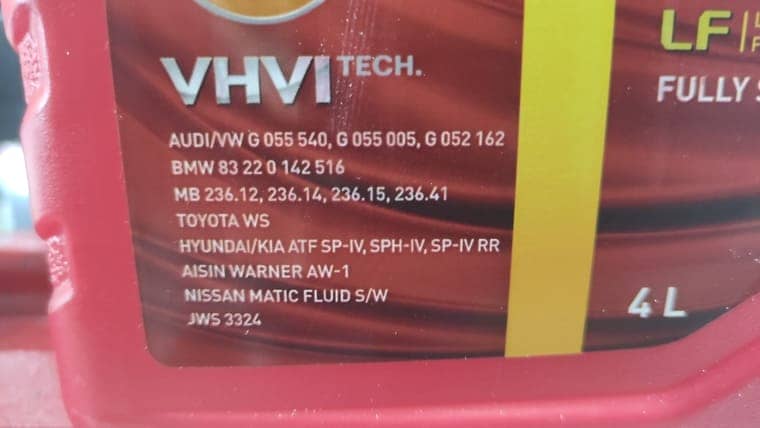 VHVI TECH.
AUDI/VW G 055 540, G 055 005, G 052 162
BMW 83 22 0 142 516
MB 236.12, 236.14, 236.15, 236.41
TOYOTA WS
HYUNDAI/KIA ATF SP-IV, SPH-IV, SP-IV RR
AISIN WARNER AW-1
NISSAN MATIC FLUID S/W
JWS 3324
LF
FULLY
4 L